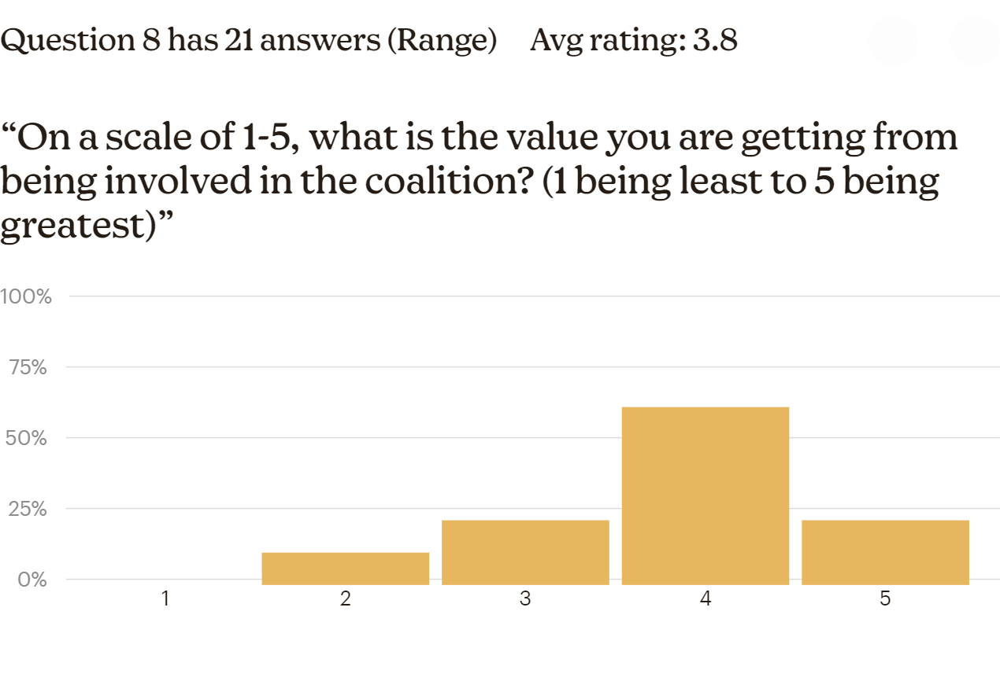 Question 8 has 21 answers (Range) Avg rating: 3.8
“On a scale of 1-5, what is the value you are getting from
being involved in the coalition? (1 being least to 5 being
greatest)”
100%
75%
50%
25%
0%
1 2 3 4 5